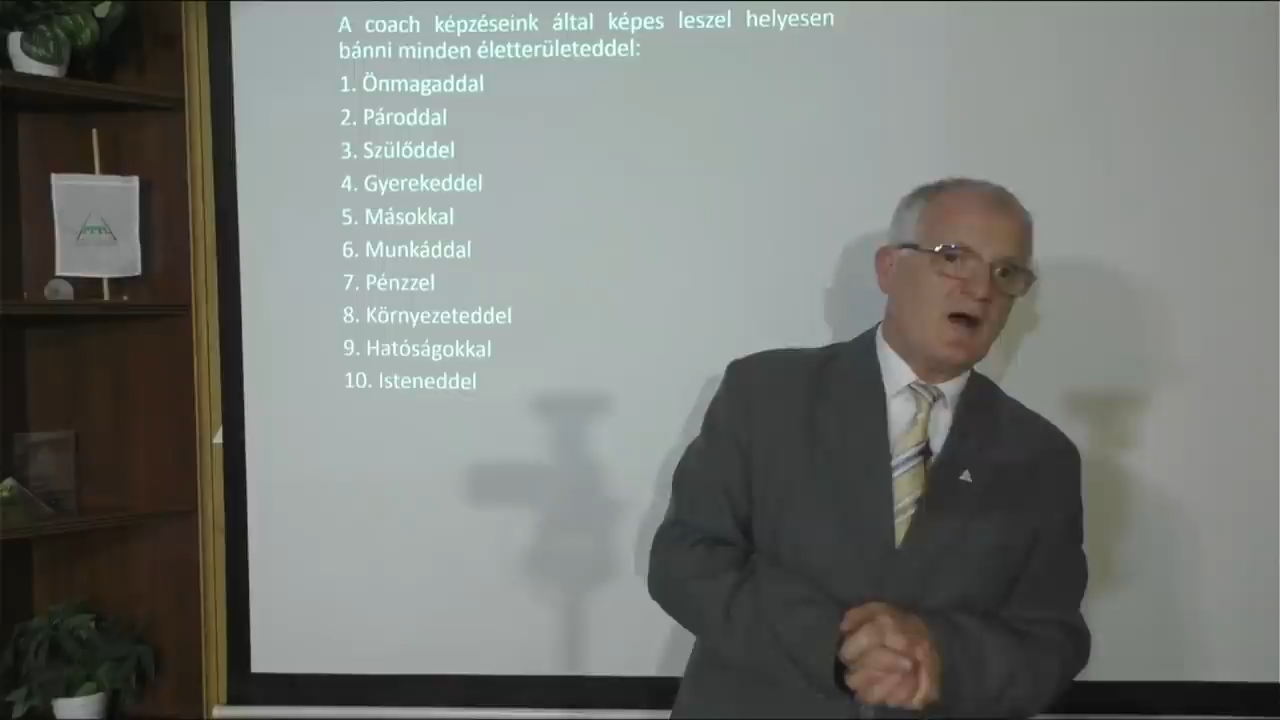 A coach képzéseink által képes leszel helyesen
bánni minden életterületeddel:
1. Önmagaddal
2. Pároddal
3. Szülőddel
4. Gyerekeddel
5. Másokkal
6. Munkáddal
7. Pénzzel
8. Környezeteddel
9. Hatóságokkal
10. Isteneddel